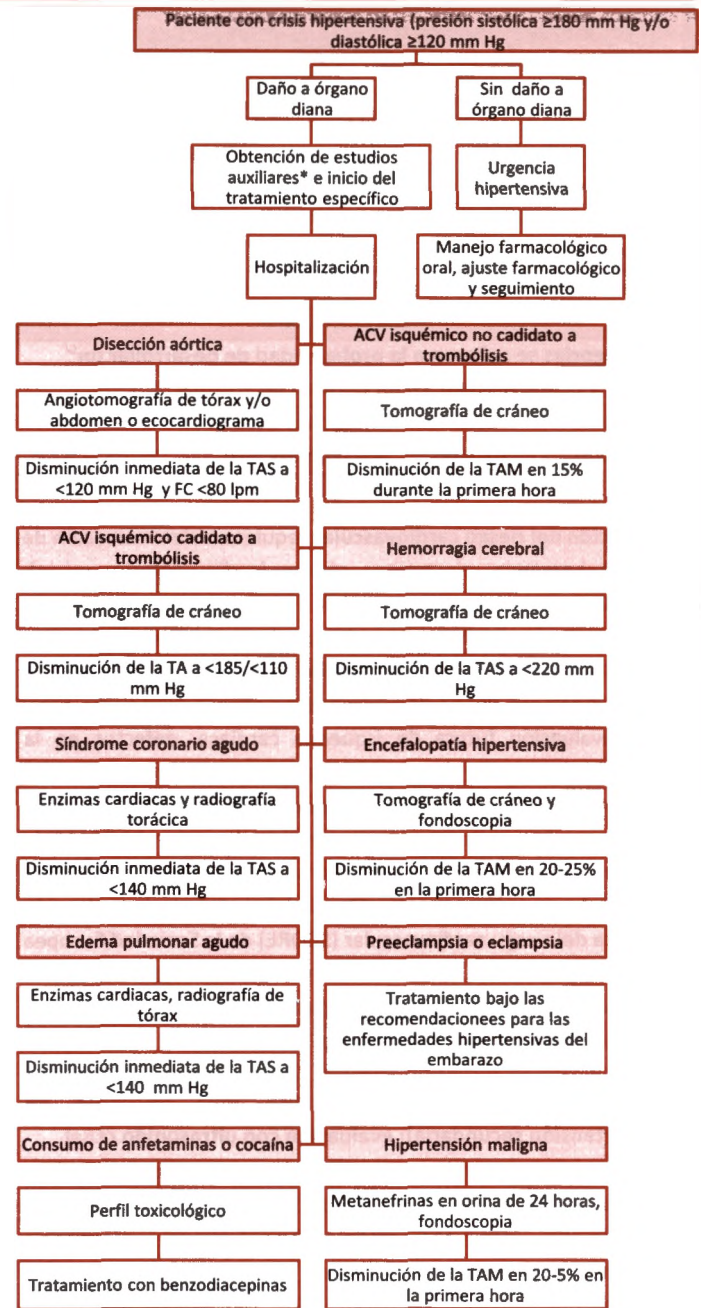 Paciente con crisis hipertensiva (presión sistólica ≥180 mm Hg y/o
diastólica ≥120 mm Hg
Daño a órgano
diana
Sin daño a
órgano diana
Obtención de estudios
auxiliares* e inicio del
tratamiento específico
Urgencia
hipertensiva
Hospitalización
Manejo farmacológico
oral, ajuste farmacológico
y seguimiento
Disección aórtica
ACV isquémico no cadidato a
trombólisis
Angiotomografía de tórax y/o
abdomen o ecocardiograma
Tomografía de cráneo
Disminución inmediata de la TAS a
<120 mm Hg y FC <80 lpm
Disminución de la TAM en 15%
durante la primera hora
ACV isquémico cadidato a
trombólisis
Hemorragia cerebral
Tomografía de cráneo
Tomografía de cráneo
Disminución de la TA a <185/<110
mm Hg
Disminución de la TAS a <220 mm
Hg
Síndrome coronario agudo
Encefalopatía hipertensiva
Enzimas cardiacas y radiografía
torácica
Tomografía de cráneo y
fondoscopia
Disminución inmediata de la TAS a
<140 mm Hg
Disminución de la TAM en 20-25%
en la primera hora
Edema pulmonar agudo
Preeclampsia o eclampsia
Enzimas cardiacas, radiografía de
tórax
Tratamiento bajo las
recomendacionees para las
enfermedades hipertensivas del
embarazo
Disminución inmediata de la TAS a
<140 mm Hg
Consumo de anfetaminas o cocaína
Hipertensión maligna
Perfil toxicológico
Metanefrinas en orina de 24 horas,
fondoscopia
Tratamiento con benzodiacepinas
Disminución de la TAM en 20-5% en
la primera hora